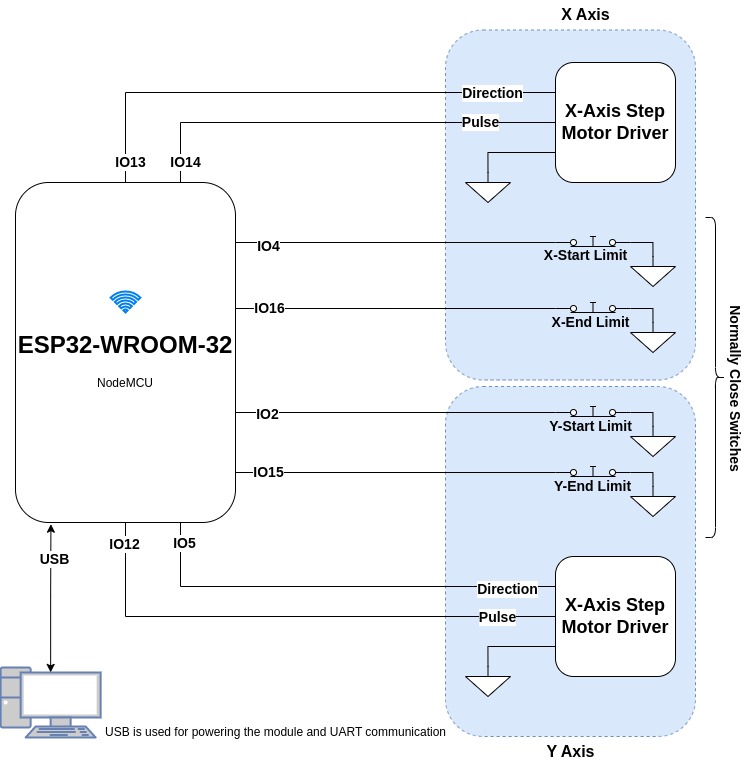 X Axis
Direction
X-Axis Step
Motor Driver
Pulse
IO13
IO14
IO4
X-Start Limit
IO16
X-End Limit
ESP32-WROOM-32
NodeMCU
Normally Close Switches
IO2
Y-Start Limit
IO15
Y-End Limit
IO12
IO5
USB
Direction
X-Axis Step
Motor Driver
Pulse
USB is used for powering the module and UART communication
Y Axis